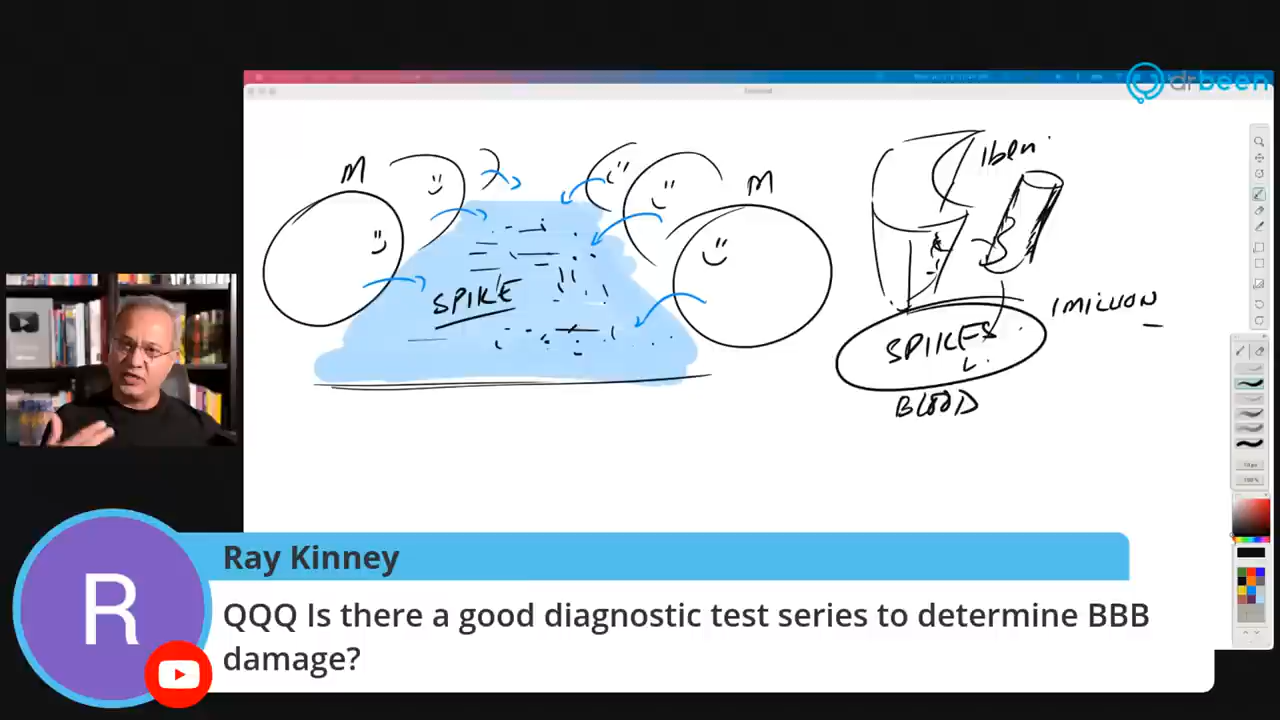 drbeen
M
M
Iben
SPIKE
SPIKES
1 MILLION
BLOOD
R
Ray Kinney
QQQ Is there a good diagnostic test series to determine BBB
damage?